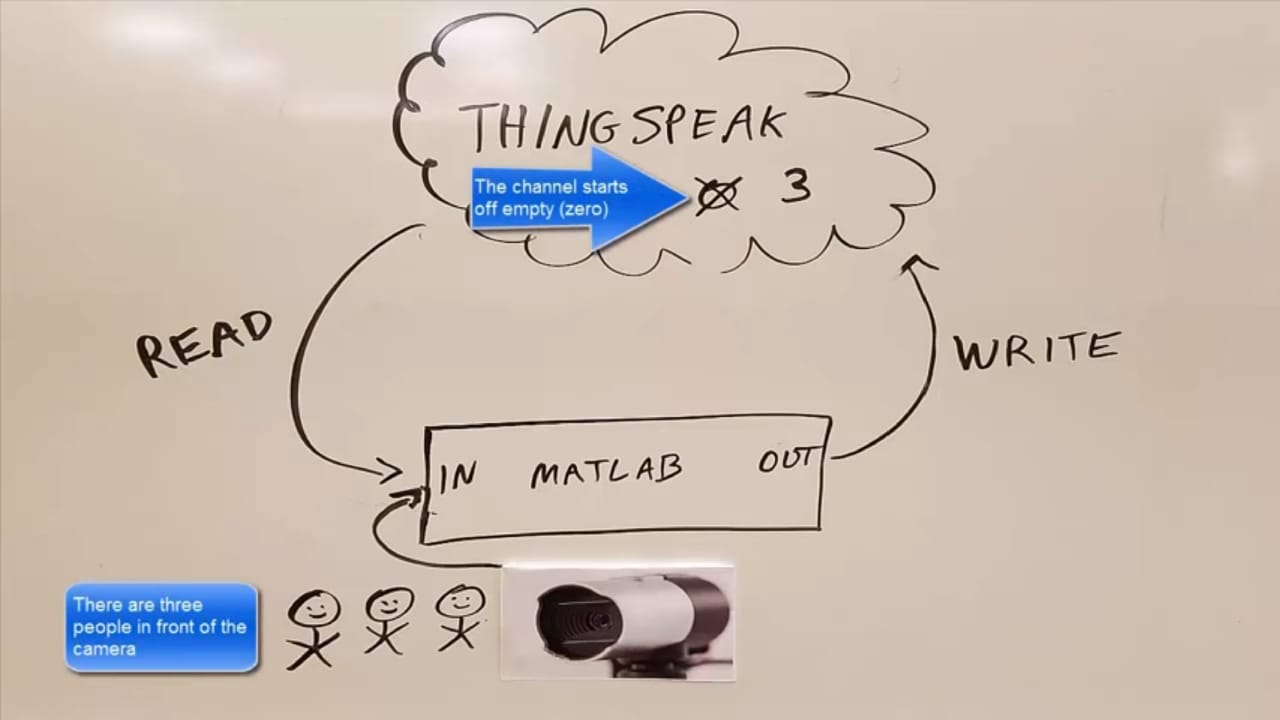 THINGSPEAK
The channel starts
off empty (zero)
0 3
READ
WRITE
IN MATLAB OUT
There are three
people in front of the
camera